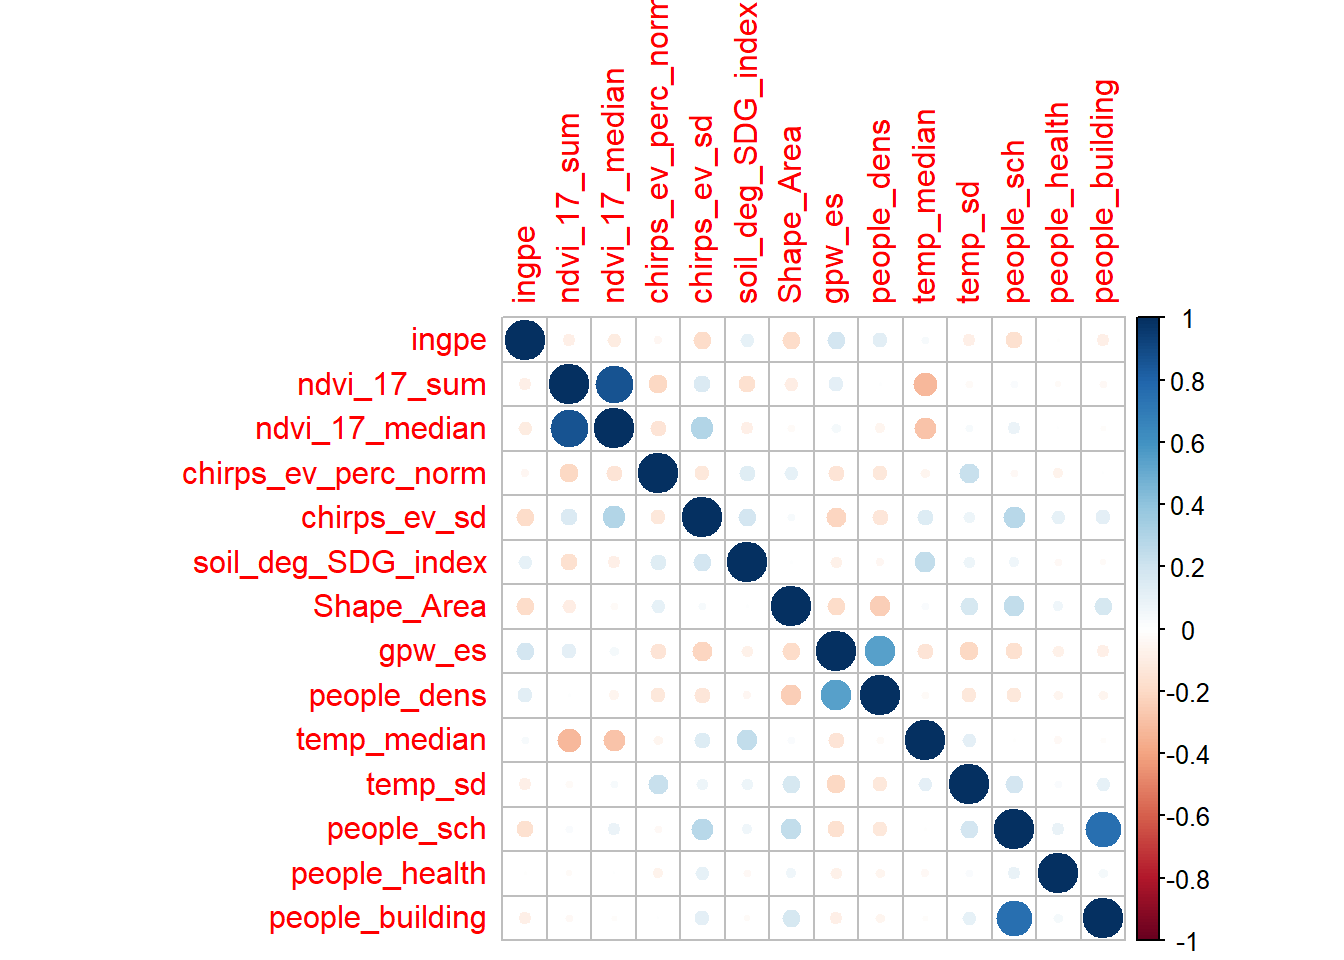 ingpe
ndvi_17_sum
ndvi_17_median
chirps_ev_perc_norm
chirps_ev_sd
soil_deg_SDG_index
Shape_Area
gpw_es
people_dens
temp_median
temp_sd
people_sch
people_health
people_building
ingpe
ndvi_17_sum
ndvi_17_median
chirps_ev_perc_norm
chirps_ev_sd
soil_deg_SDG_index
Shape_Area
gpw_es
people_dens
temp_median
temp_sd
people_sch
people_health
people_building
1
0.8
0.6
0.4
0.2
0
-0.2
-0.4
-0.6
-0.8
-1